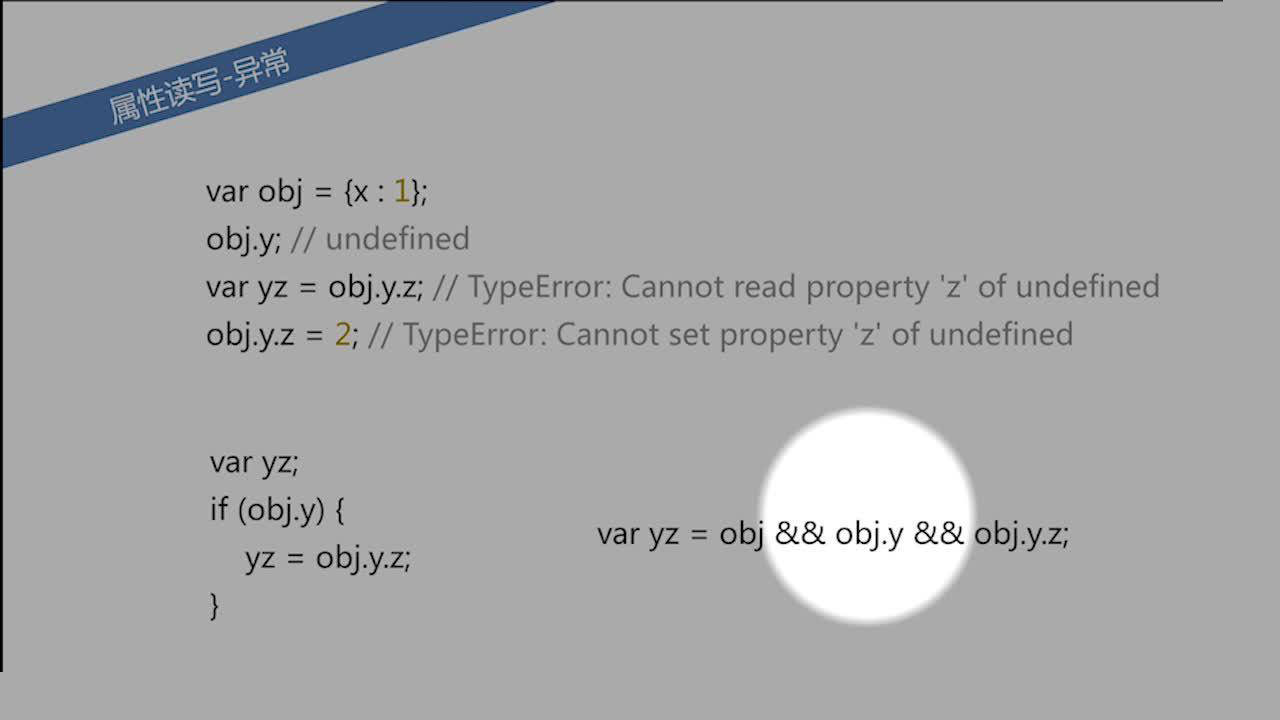 属性读写-异常
var obj = {x : 1};
obj.y; // undefined
var yz = obj.y.z; // TypeError: Cannot read property 'z' of undefined
obj.y.z = 2; // TypeError: Cannot set property 'z' of undefined
var yz;
if (obj.y) {
    yz = obj.y.z;
}
var yz = obj && obj.y && obj.y.z;